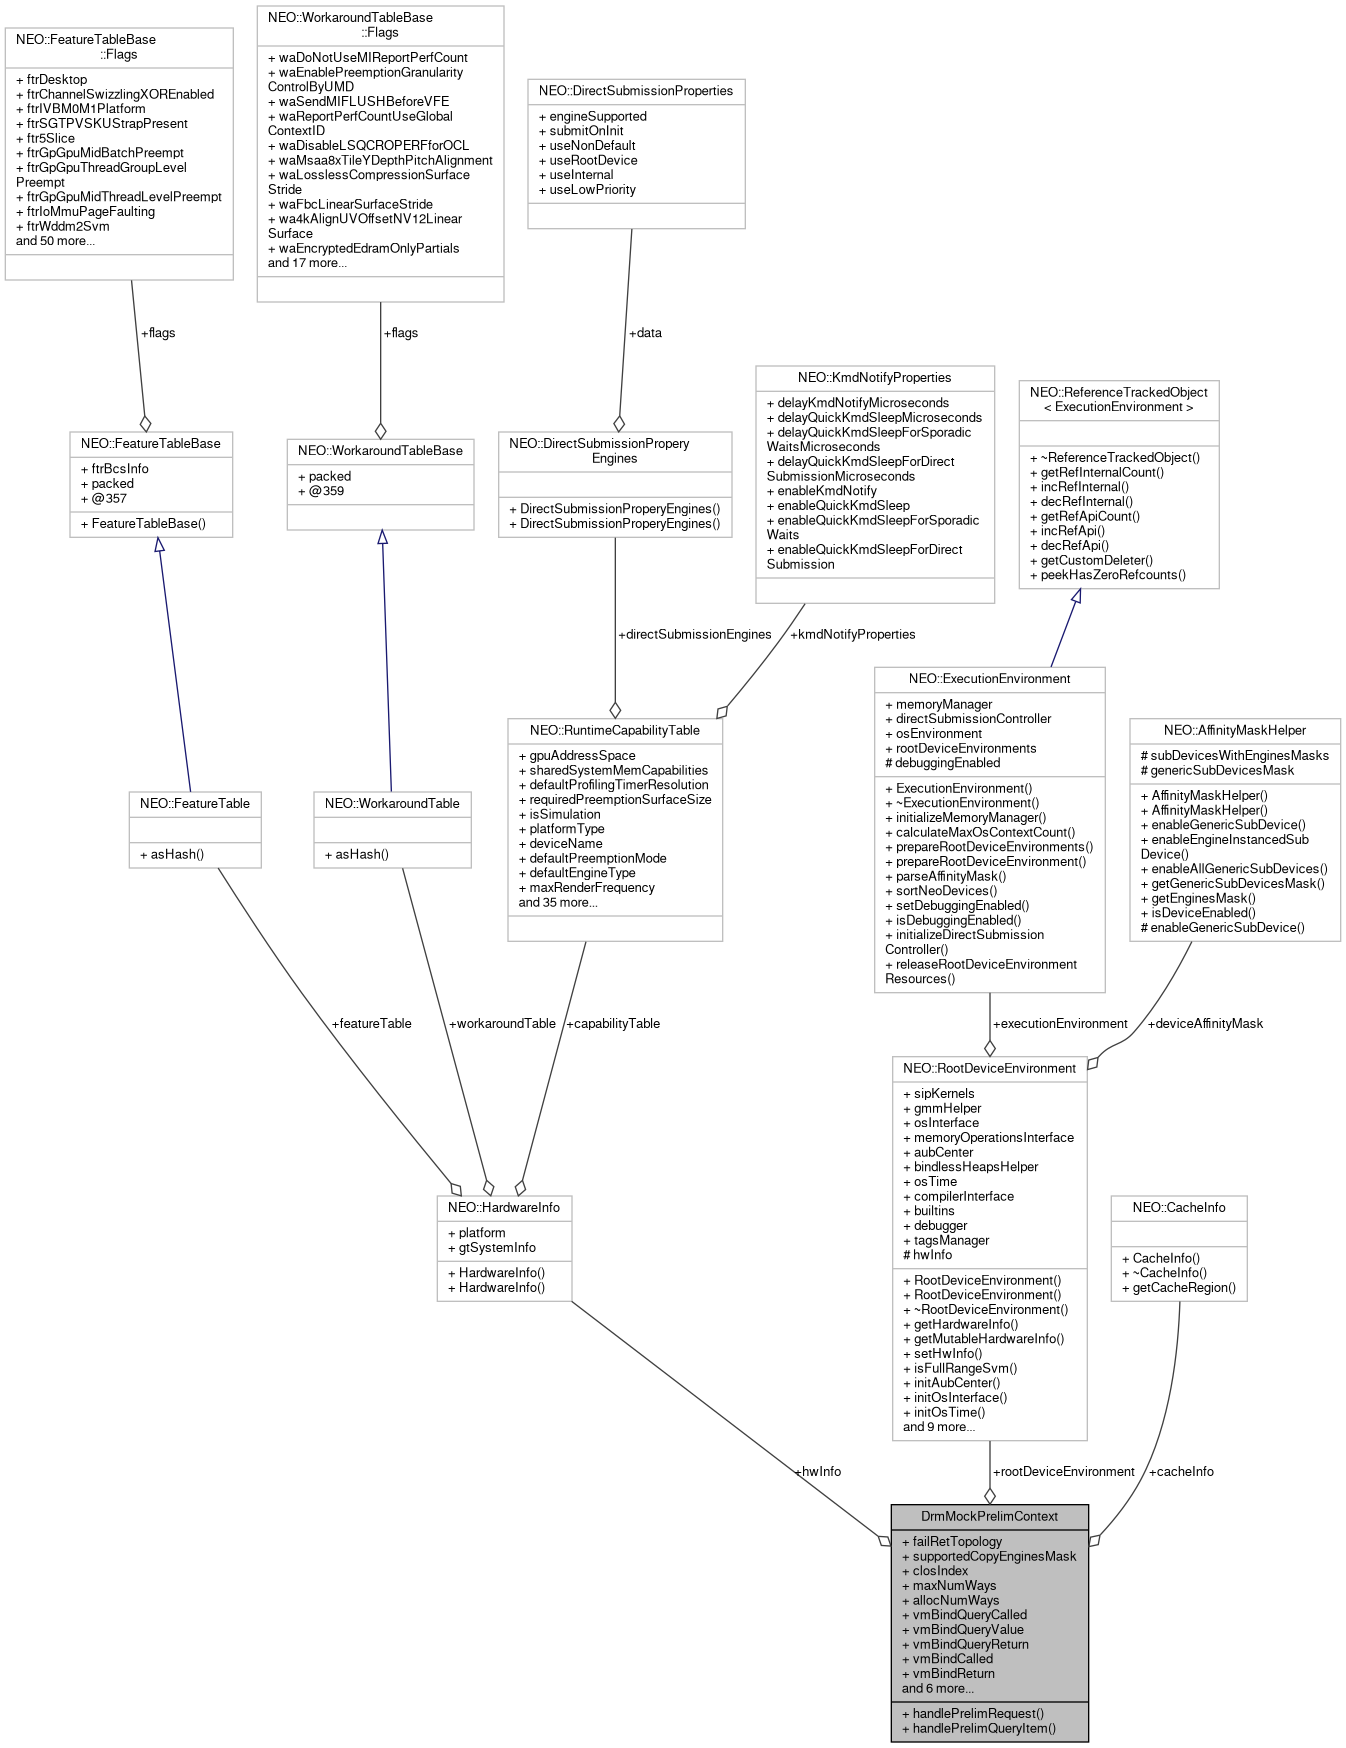 NEO::FeatureTableBase
::Flags
+ ftrDesktop
+ ftrChannelSwizzlingXOREnabled
+ ftrIVBM0M1Platform
+ ftrSGTPVSKUStrapPresent
+ ftr5Slice
+ ftrGpGpuMidBatchPreempt
+ ftrGpGpuThreadGroupLevel
Preempt
+ ftrGpGpuMidThreadLevelPreempt
+ ftrIoMmuPageFaulting
+ ftrWddm2Svm
and 50 more...
NEO::WorkaroundTableBase
::Flags
+ waDoNotUseMIReportPerfCount
+ waEnablePreemptionGranularity
ControlByUMD
+ waSendMIFLUSHBeforeVFE
+ waReportPerfCountUseGlobal
ContextID
+ waDisableLSQCROPERFforOCL
+ waMsaa8xTileYDepthPitchAlignment
+ waLosslessCompressionSurface
Stride
+ waFbcLinearSurfaceStride
+ wa4kAlignUVOffsetNV12Linear
Surface
+ waEncryptedEdramOnlyPartials
and 17 more...
NEO::DirectSubmissionProperties
+ engineSupported
+ submitOnInit
+ useNonDefault
+ useRootDevice
+ useInternal
+ useLowPriority
+flags
+flags
+data
NEO::KmdNotifyProperties
+ delayKmdNotifyMicroseconds
+ delayQuickKmdSleepMicroseconds
+ delayQuickKmdSleepForSporadic
WaitsMicroseconds
+ delayQuickKmdSleepForDirect
SubmissionMicroseconds
+ enableKmdNotify
+ enableQuickKmdSleep
+ enableQuickKmdSleepForSporadic
Waits
+ enableQuickKmdSleepForDirect
Submission
NEO::ReferenceTrackedObject
< ExecutionEnvironment >
+ ~ReferenceTrackedObject()
+ getRefInternalCount()
+ incRefInternal()
+ decRefInternal()
+ getRefApiCount()
+ incRefApi()
+ decRefApi()
+ getCustomDeleter()
+ peekHasZeroRefcounts()
NEO::FeatureTableBase
+ ftrBcsInfo
+ packed
+ @357
+ FeatureTableBase()
NEO::WorkaroundTableBase
+ packed
+ @359
NEO::DirectSubmissionPropery
Engines
+ DirectSubmissionProperyEngines()
+ DirectSubmissionProperyEngines()
+directSubmissionEngines
+kmdNotifyProperties
NEO::ExecutionEnvironment
+ memoryManager
+ directSubmissionController
+ osEnvironment
+ rootDeviceEnvironments
# debuggingEnabled
+ ExecutionEnvironment()
+ ~ExecutionEnvironment()
+ initializeMemoryManager()
+ calculateMaxOsContextCount()
+ prepareRootDeviceEnvironments()
+ prepareRootDeviceEnvironment()
+ parseAffinityMask()
+ sortNeoDevices()
+ setDebuggingEnabled()
+ isDebuggingEnabled()
+ initializeDirectSubmission
Controller()
+ releaseRootDeviceEnvironment
Resources()
NEO::AffinityMaskHelper
# subDevicesWithEnginesMasks
# genericSubDevicesMask
+ AffinityMaskHelper()
+ AffinityMaskHelper()
+ enableGenericSubDevice()
+ enableEngineInstancedSub
Device()
+ enableAllGenericSubDevices()
+ getGenericSubDevicesMask()
+ getEnginesMask()
+ isDeviceEnabled()
# enableGenericSubDevice()
NEO::FeatureTable
+ asHash()
NEO::WorkaroundTable
+ asHash()
NEO::RuntimeCapabilityTable
+ gpuAddressSpace
+ sharedSystemMemCapabilities
+ defaultProfilingTimerResolution
+ requiredPreemptionSurfaceSize
+ isSimulation
+ platformType
+ deviceName
+ defaultPreemptionMode
+ defaultEngineType
+ maxRenderFrequency
and 35 more...
+featureTable
+workaroundTable
+capabilityTable
+executionEnvironment
+deviceAffinityMask
NEO::RootDeviceEnvironment
+ sipKernels
+ gmmHelper
+ osInterface
+ memoryOperationsInterface
+ aubCenter
+ bindlessHeapsHelper
+ osTime
+ compilerInterface
+ builtins
+ debugger
+ tagsManager
# hwInfo
+ RootDeviceEnvironment()
+ RootDeviceEnvironment()
+ ~RootDeviceEnvironment()
+ getHardwareInfo()
+ getMutableHardwareInfo()
+ setHwInfo()
+ isFullRangeSvm()
+ initAubCenter()
+ initOsInterface()
+ initOsTime()
and 9 more...
NEO::HardwareInfo
+ platform
+ gtSystemInfo
+ HardwareInfo()
+ HardwareInfo()
NEO::CacheInfo
+ CacheInfo()
+ ~CacheInfo()
+ getCacheRegion()
+hwInfo
+rootDeviceEnvironment
+cacheInfo
DrmMockPrelimContext
+ failRetTopology
+ supportedCopyEnginesMask
+ closIndex
+ maxNumWays
+ allocNumWays
+ vmBindQueryCalled
+ vmBindQueryValue
+ vmBindQueryReturn
+ vmBindCalled
+ vmBindReturn
and 6 more...
+ handlePrelimRequest()
+ handlePrelimQueryItem()